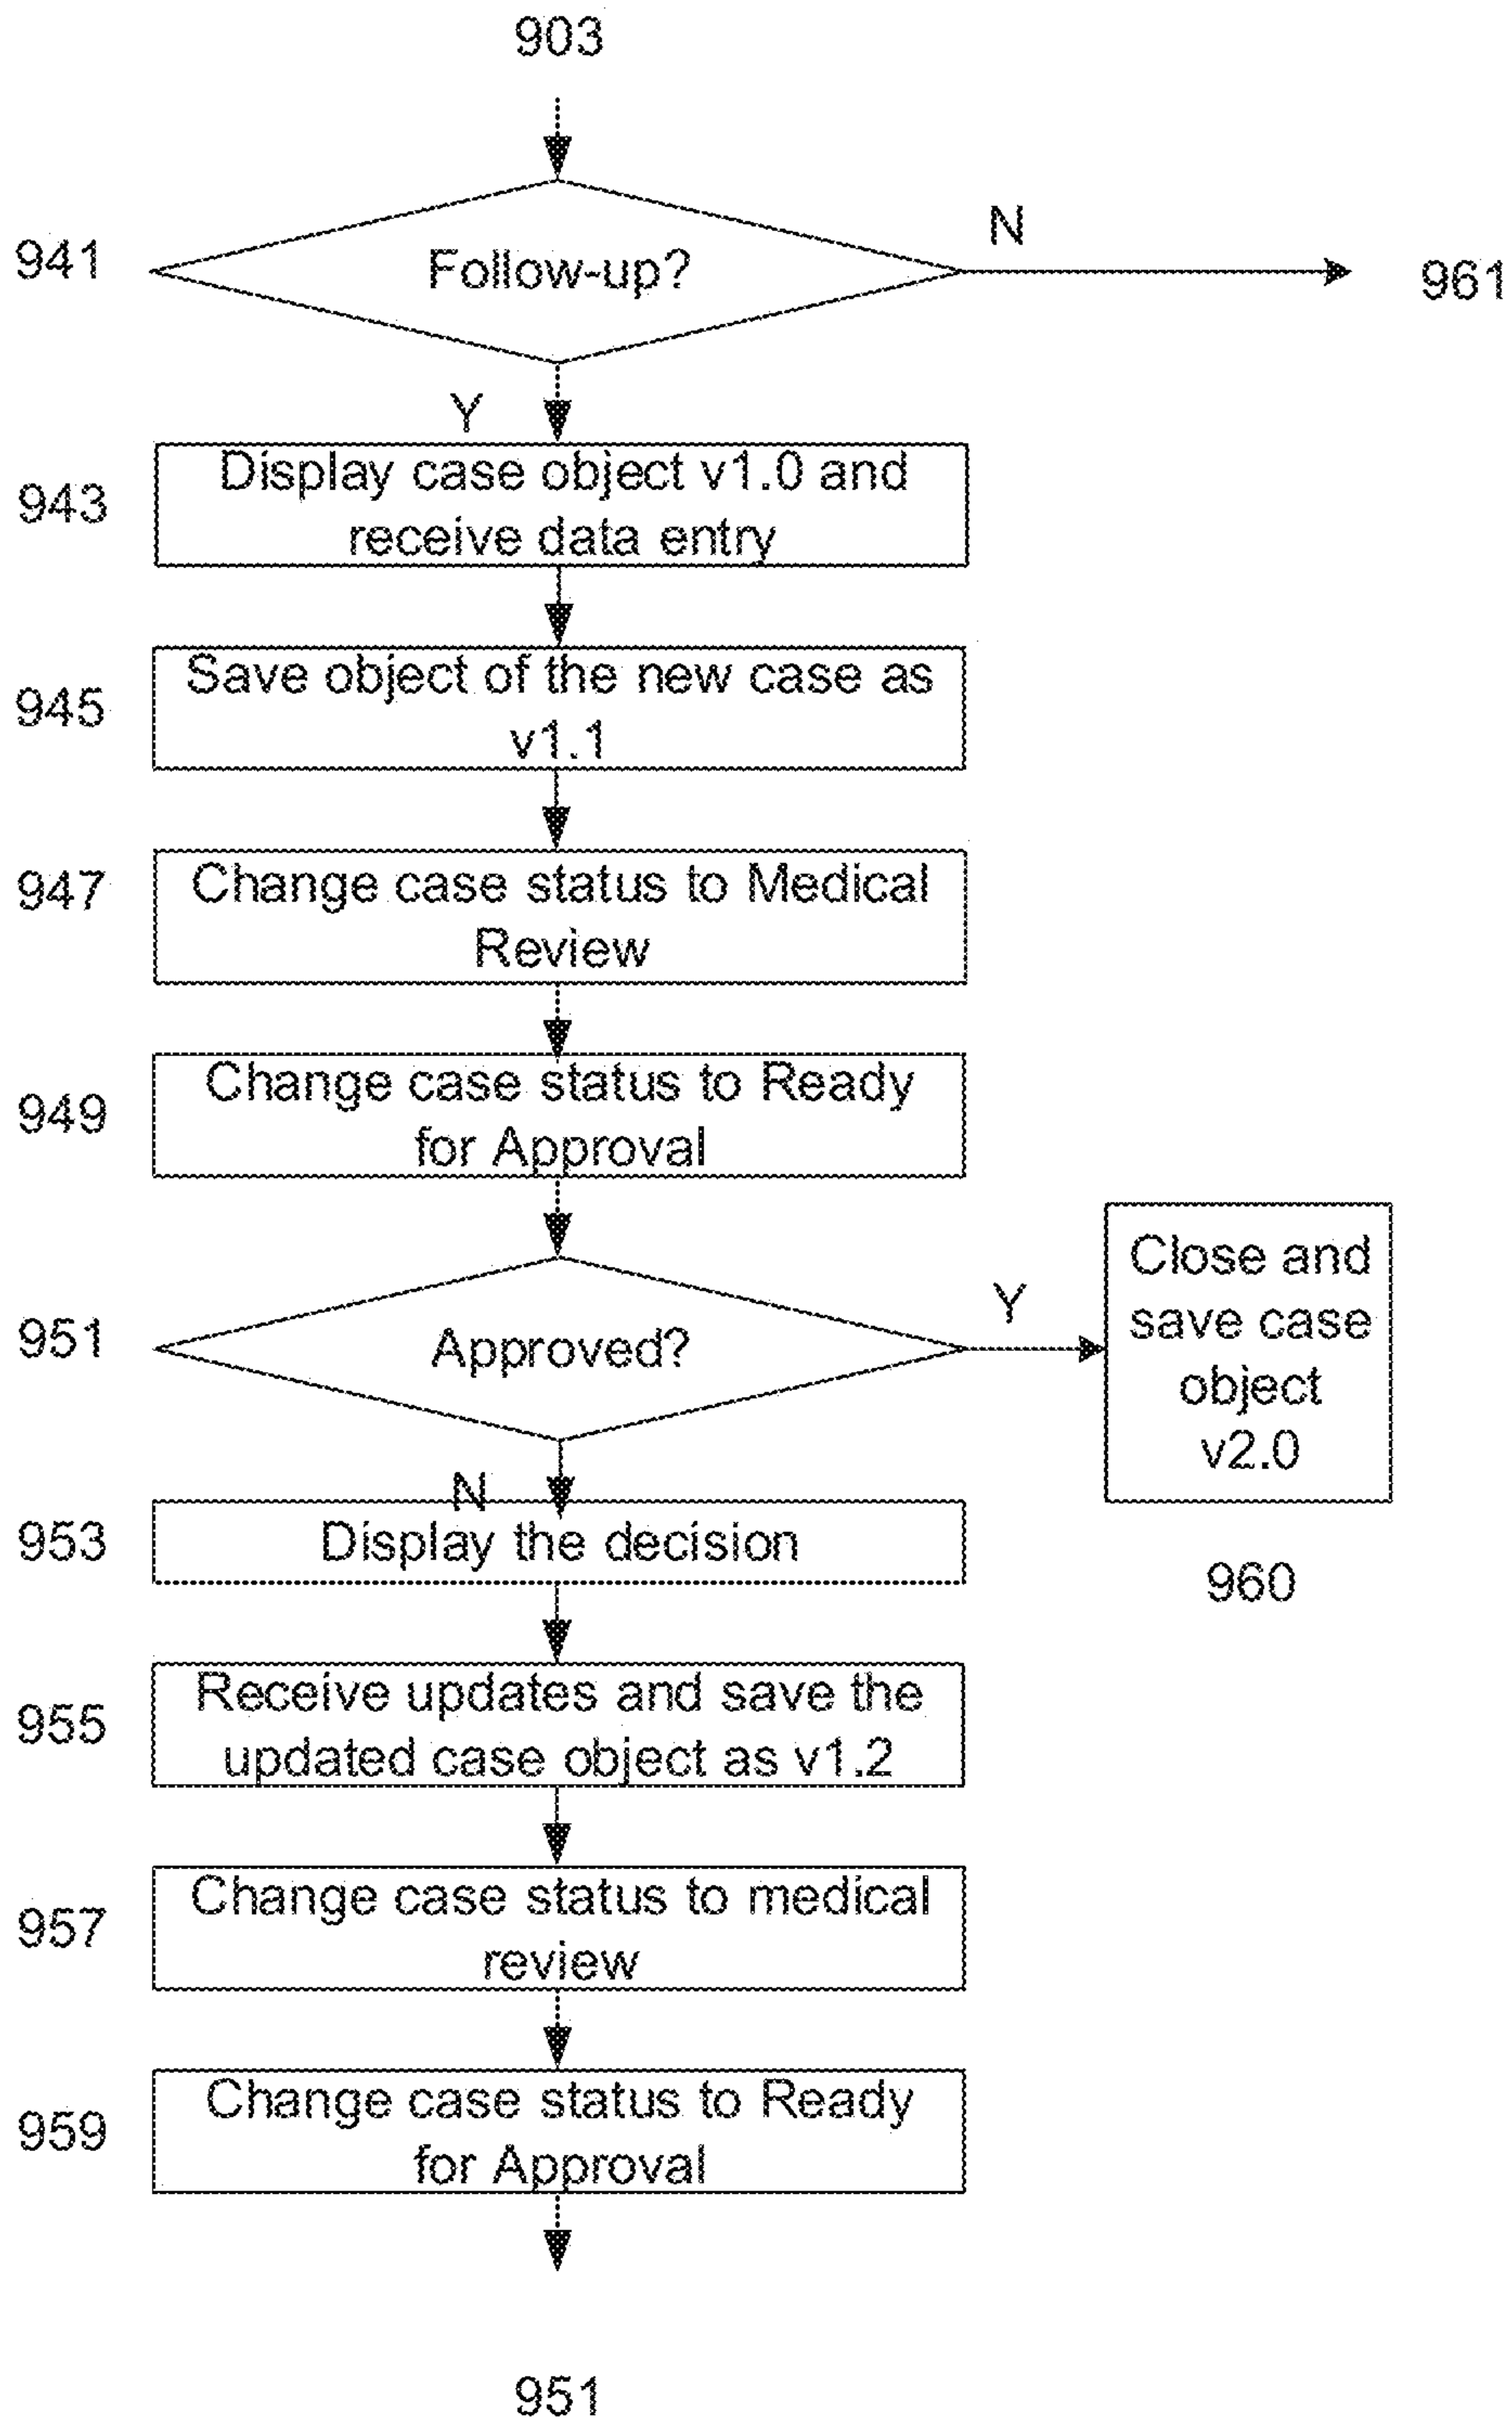 903
941
Follow-up?
N
961
Y
943
Display case object v1.0 and
receive data entry
945
Save object of the new case as
v1.1
947
Change case status to Medical
Review
949
Change case status to Ready
for Approval
951
Approved?
Y
Close and
save case
object
v2.0
960
N
953
Display the decision
955
Receive updates and save the
updated case object as v1.2
957
Change case status to medical
review
959
Change case status to Ready
for Approval
951